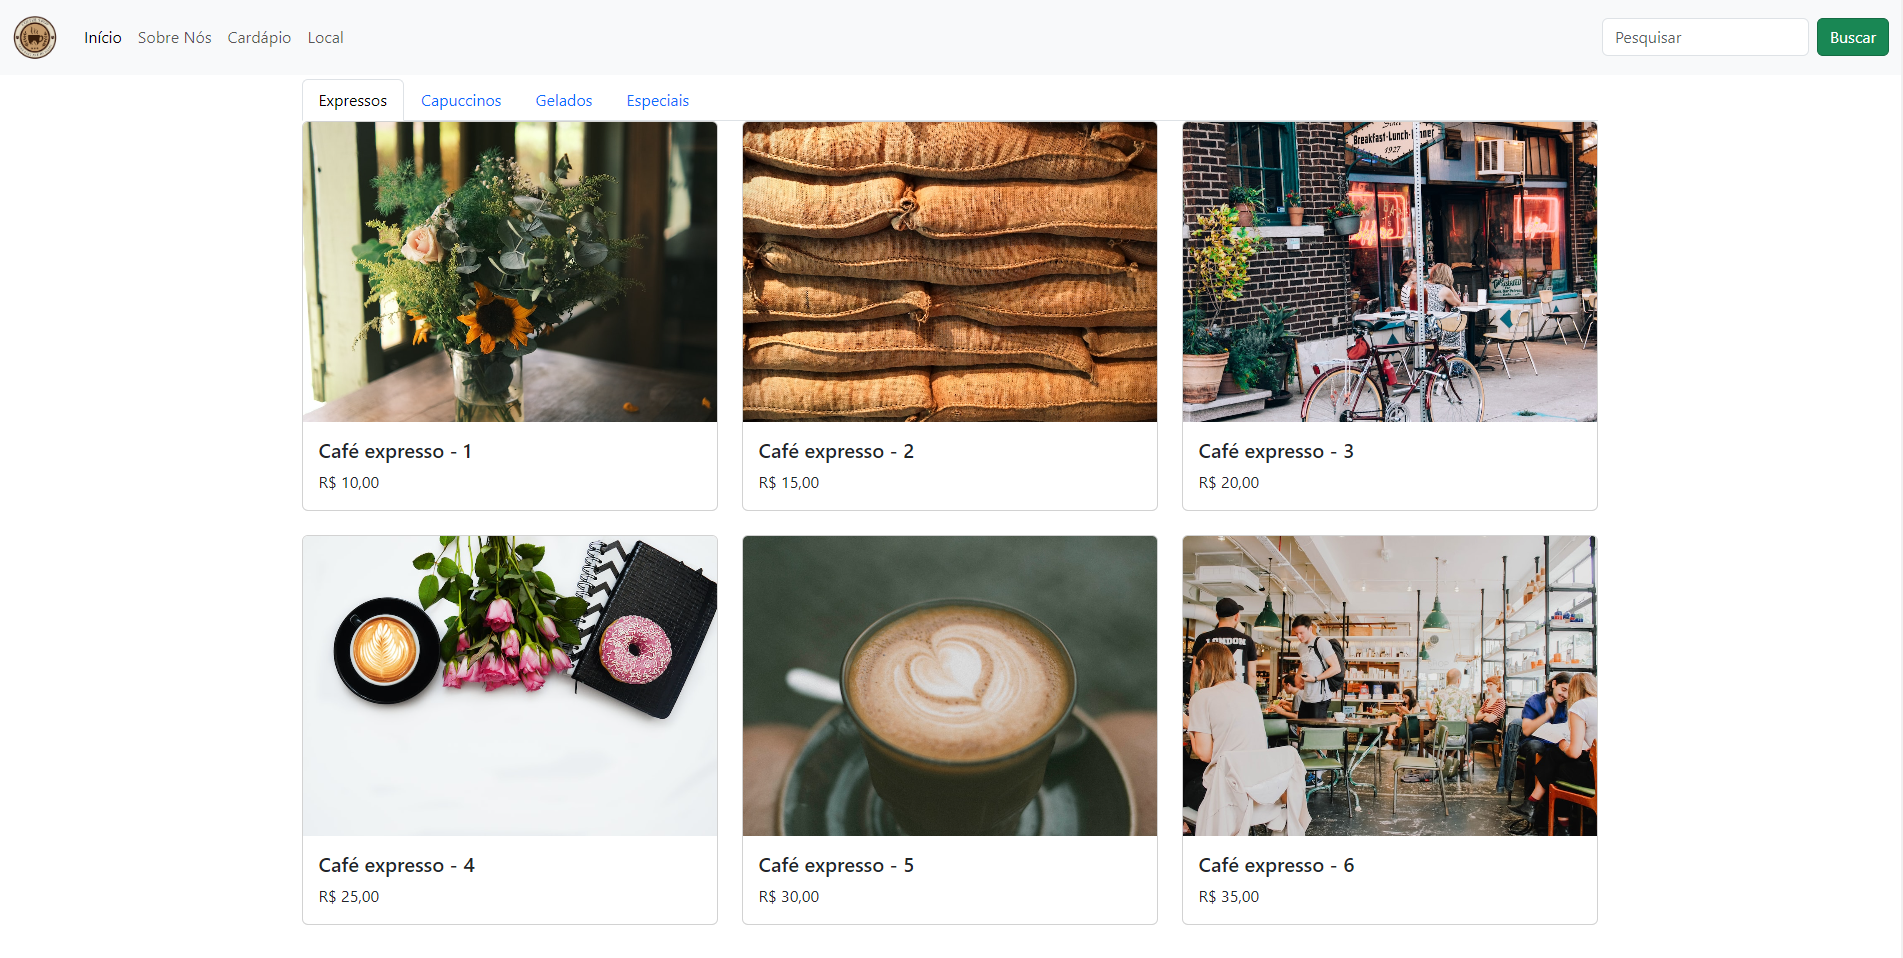 Início Sobre Nós Cardápio Local Pesquisar Buscar
Expressos Capuccinos Gelados Especiais
Breakfast·Lunch·Dinner
1927
Café expresso - 1
R$ 10,00
Café expresso - 2
R$ 15,00
Café expresso - 3
R$ 20,00
LONDON
Café expresso - 4
R$ 25,00
Café expresso - 5
R$ 30,00
Café expresso - 6
R$ 35,00